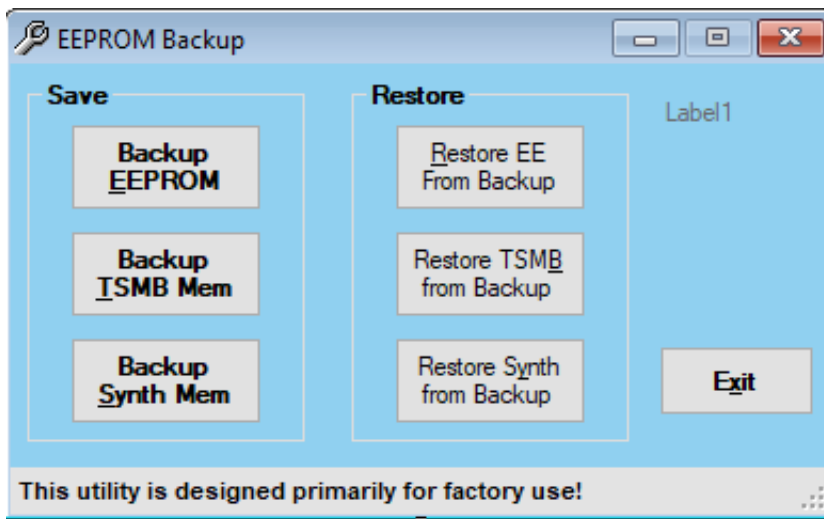 EEPROM Backup
Save
Backup
EEPROM
Backup
TSMB Mem
Backup
Synth Mem
Restore
Restore EE
From Backup
Restore TSMB
from Backup
Restore Synth
from Backup
Label1
Exit
This utility is designed primarily for factory use!